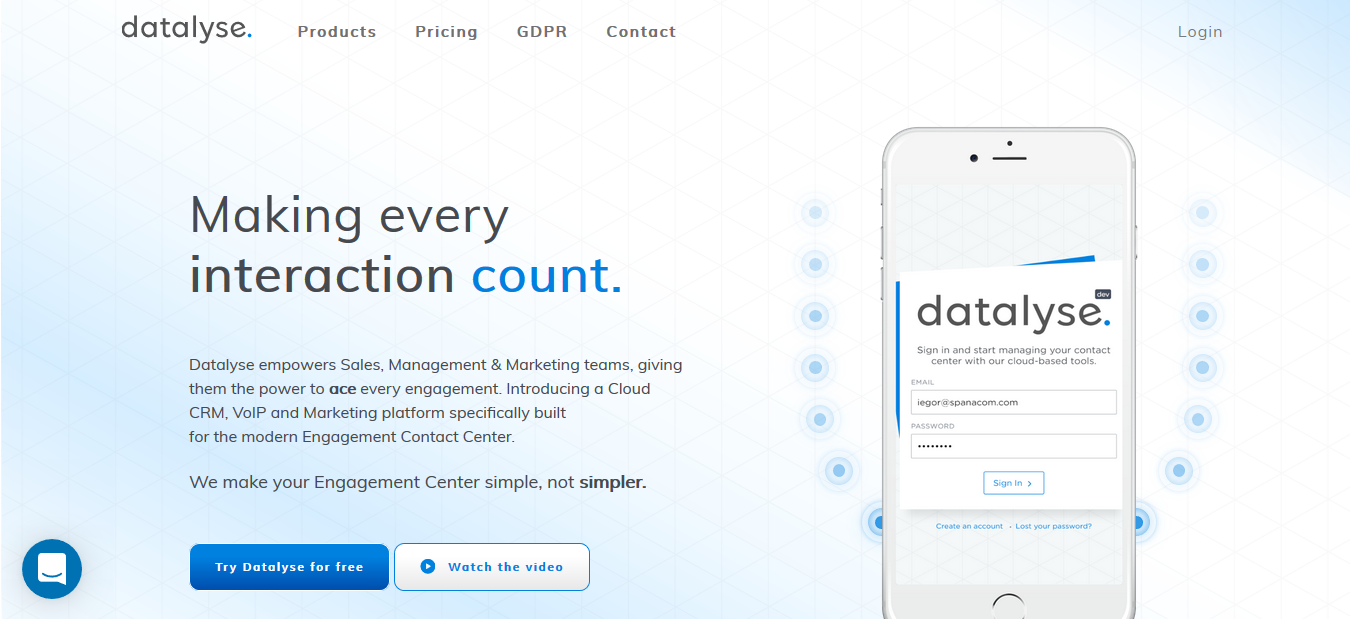 datalyse.
Products
Pricing
GDPR
Contact
Login
Making every
interaction count.
Datalyse empowers Sales, Management & Marketing teams, giving
them the power to ace every engagement. Introducing a Cloud
CRM, VoIP and Marketing platform specifically built
for the modern Engagement Contact Center.
We make your Engagement Center simple, not simpler.
Try Datalyse for free
Watch the video
dev
datalyse.
Sign in and start managing your contact
center with our cloud-based tools.
EMAIL
iegor@spanacom.com
PASSWORD
••••••••
Sign In >
Create an account • Lost your password?